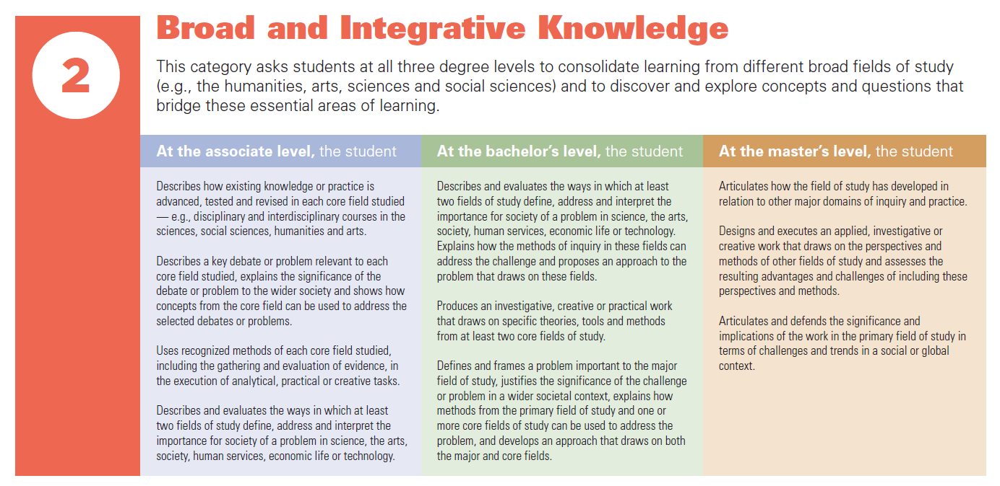 2
Broad and Integrative Knowledge
This category asks students at all three degree levels to consolidate learning from different broad fields of study
(e.g., the humanities, arts, sciences and social sciences) and to discover and explore concepts and questions that
bridge these essential areas of learning.
At the associate level, the student
Describes how existing knowledge or practice is
advanced, tested and revised in each core field studied
— e.g., disciplinary and interdisciplinary courses in the
sciences, social sciences, humanities and arts.
Describes a key debate or problem relevant to each
core field studied, explains the significance of the
debate or problem to the wider society and shows how
concepts from the core field can be used to address the
selected debates or problems.
Uses recognized methods of each core field studied,
including the gathering and evaluation of evidence, in
the execution of analytical, practical or creative tasks.
Describes and evaluates the ways in which at least
two fields of study define, address and interpret the
importance for society of a problem in science, the arts,
society, human services, economic life or technology.
At the bachelor's level, the student
Describes and evaluates the ways in which at least
two fields of study define, address and interpret the
importance for society of a problem in science, the arts,
society, human services, economic life or technology.
Explains how the methods of inquiry in these fields can
address the challenge and proposes an approach to the
problem that draws on these fields.
Produces an investigative, creative or practical work
that draws on specific theories, tools and methods
from at least two core fields of study.
Defines and frames a problem important to the major
field of study, justifies the significance of the challenge
or problem in a wider societal context, explains how
methods from the primary field of study and one or
more core fields of study can be used to address the
problem, and develops an approach that draws on both
the major and core fields.
At the master's level, the student
Articulates how the field of study has developed in
relation to other major domains of inquiry and practice.
Designs and executes an applied, investigative or
creative work that draws on the perspectives and
methods of other fields of study and assesses the
resulting advantages and challenges of including these
perspectives and methods.
Articulates and defends the significance and
implications of the work in the primary field of study in
terms of challenges and trends in a social or global
context.